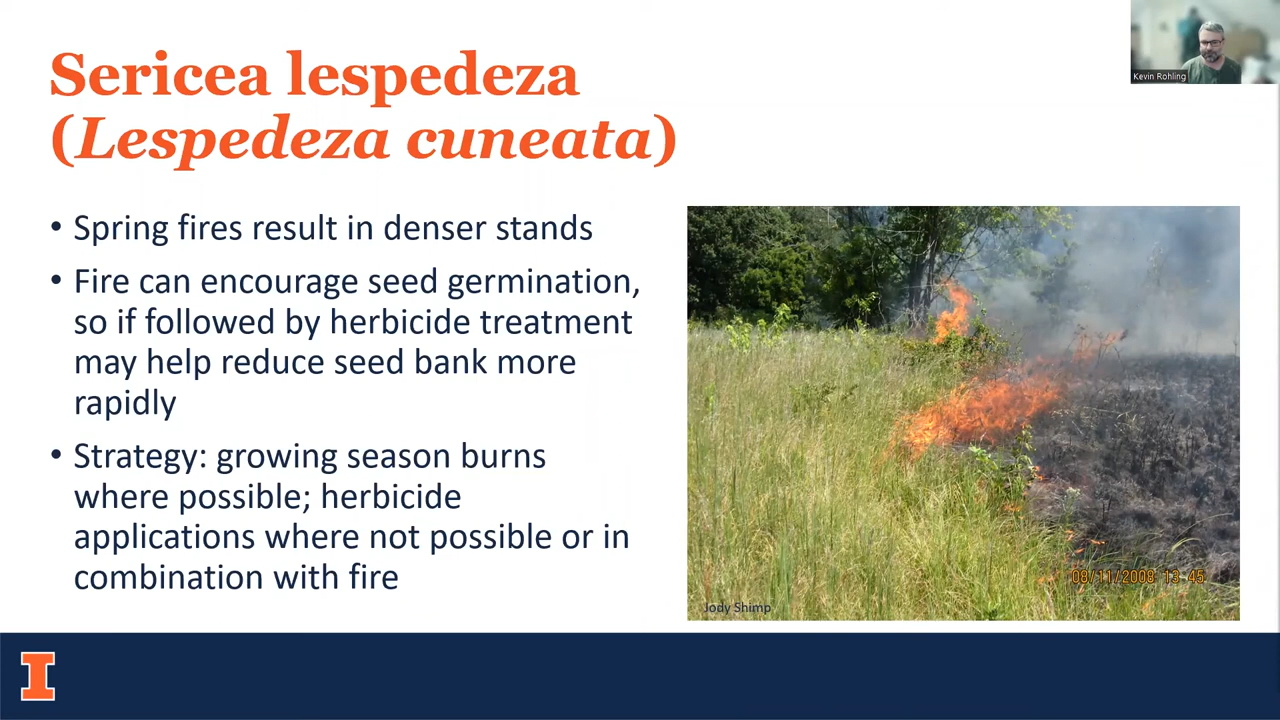 Sericea lespedeza
(Lespedeza cuneata)
Kevin Rohling
• Spring fires result in denser stands
• Fire can encourage seed germination,
so if followed by herbicide treatment
may help reduce seed bank more
rapidly
• Strategy: growing season burns
where possible; herbicide
applications where not possible or in
combination with fire
08/11/2008 13 45
Jody Shimp
I